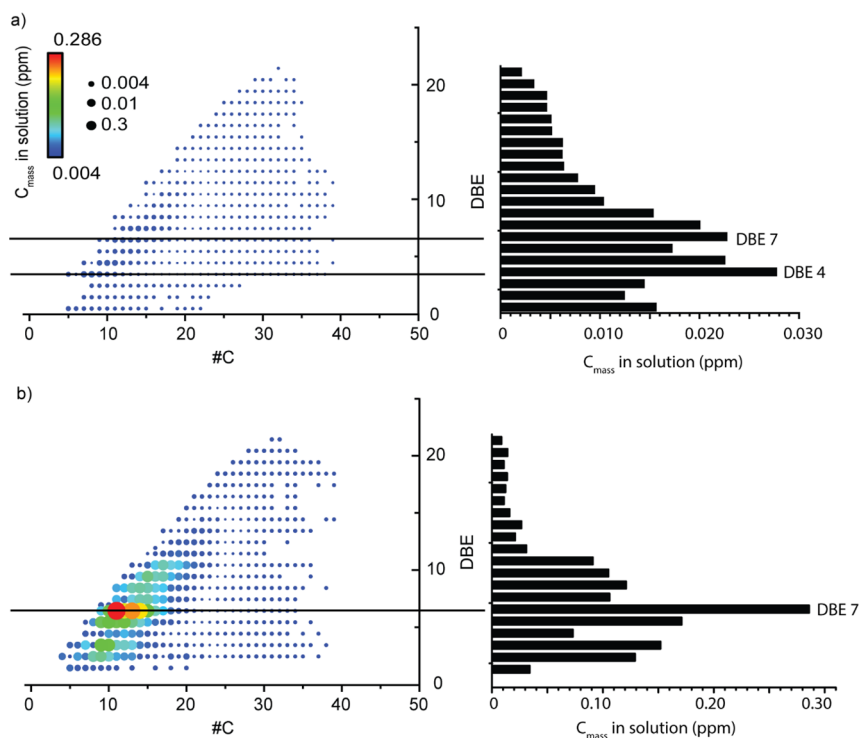 a)
0.286
C_mass in solution (ppm)
0.004
0.01
0.3
0.004
20
10
0
0 10 20 30 40 50
#C
DBE
DBE 7
DBE 4
0.000 0.010 0.020 0.030
C_mass in solution (ppm)
b)
20
10
0
0 10 20 30 40 50
#C
DBE
DBE 7
0.00 0.10 0.20 0.30
C_mass in solution (ppm)